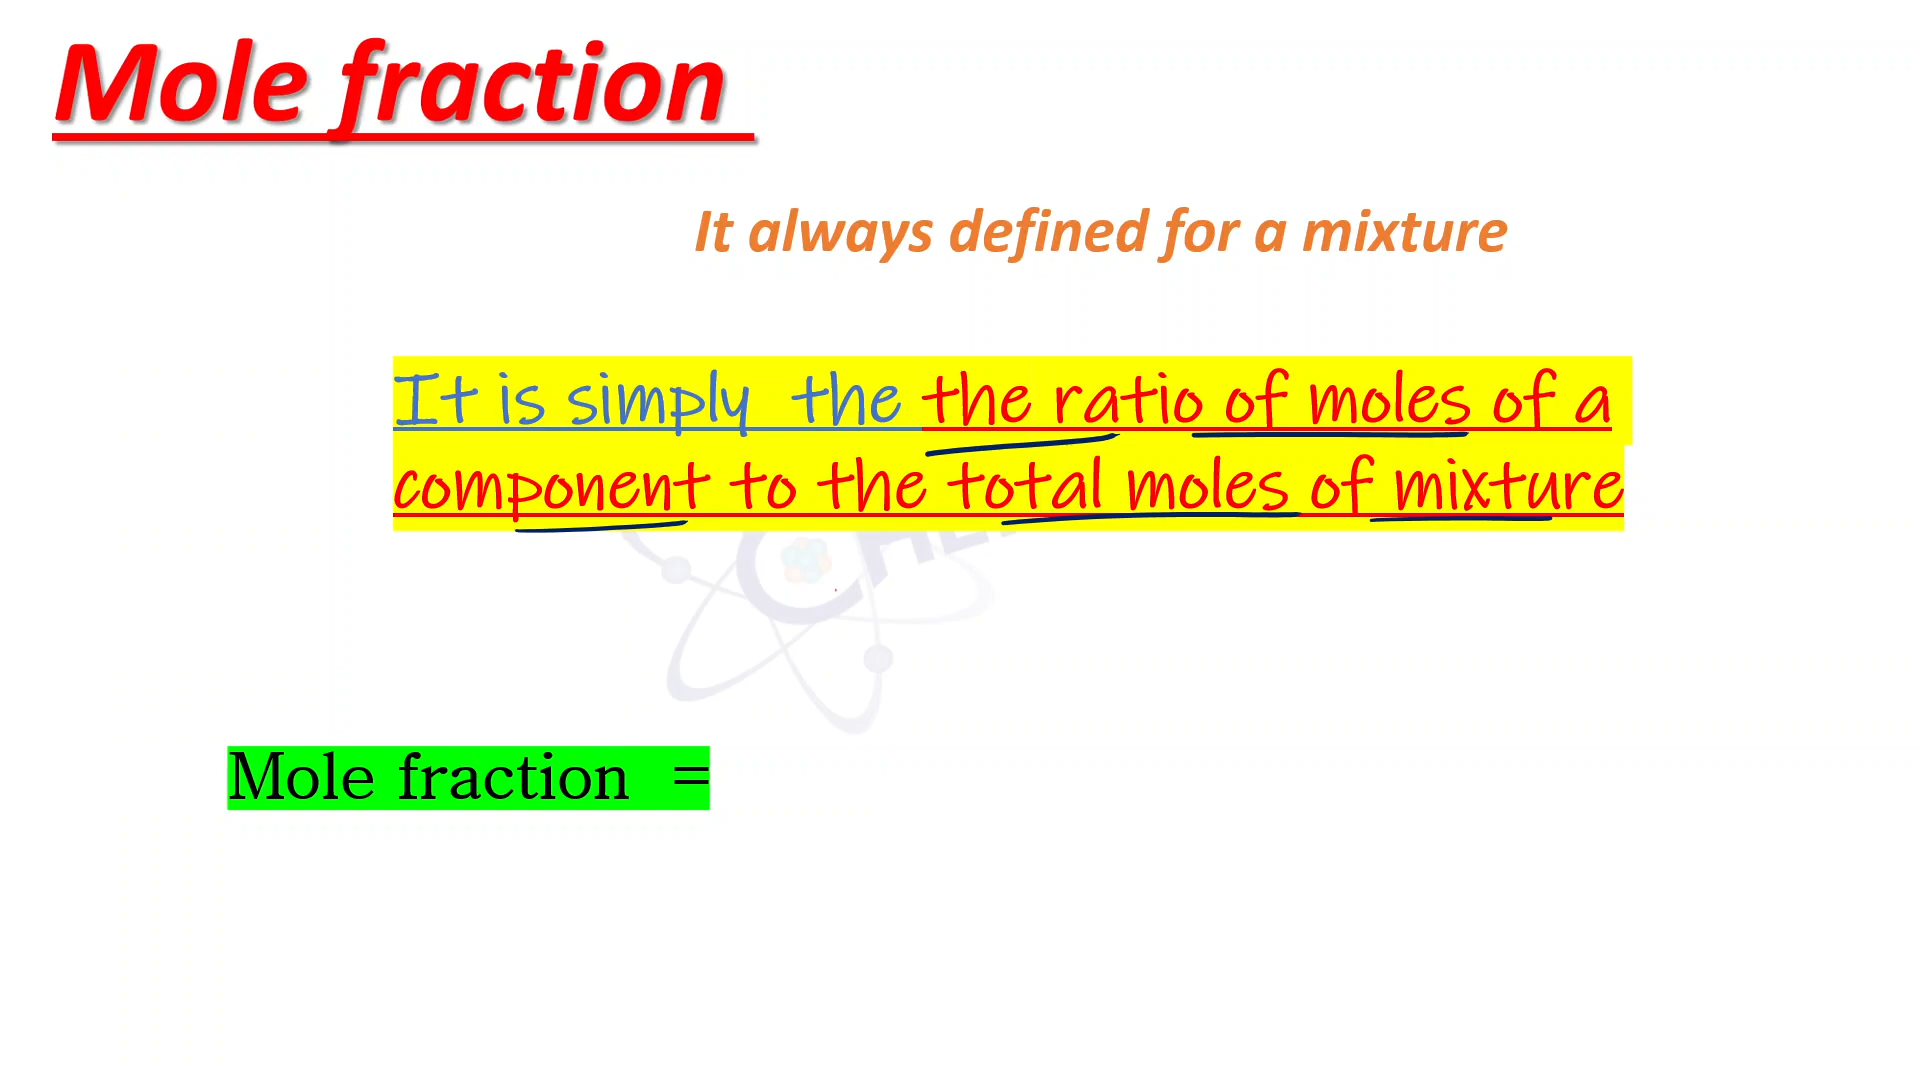 Mole fraction
It always defined for a mixture
It is simply the the ratio of moles of a
component to the total moles of mixture
Mole fraction =